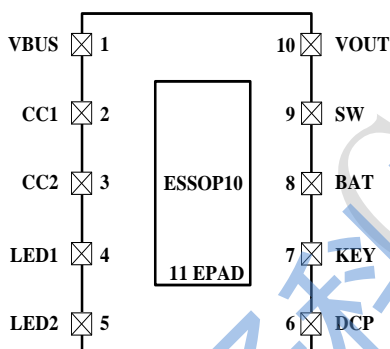 VBUS 1 10 VOUT
CC1 2 9 SW
CC2 3 ESSOP10 8 BAT
LED1 4 7 KEY
11 EPAD
LED2 5 6 DCP
科